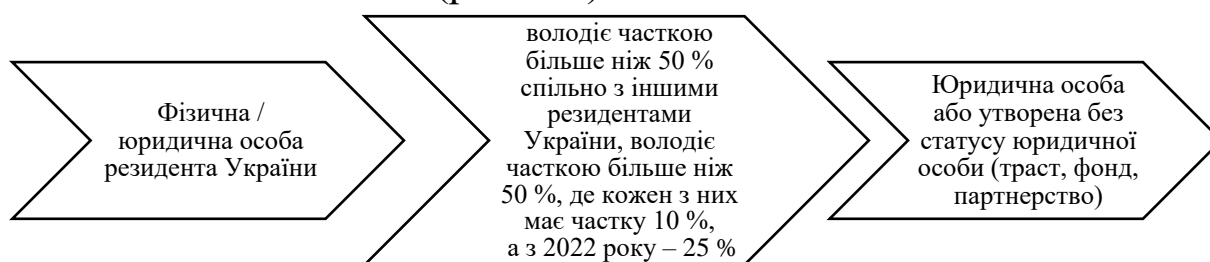 Фізична /
юридична особа
резидента України
володіє часткою
більше ніж 50 %
спільно з іншими
резидентами
України, володіє
часткою більше ніж
50 %, де кожен з них
має частку 10 %,
а з 2022 року – 25 %
Юридична особа
або утворена без
статусу юридичної
особи (траст, фонд,
партнерство)